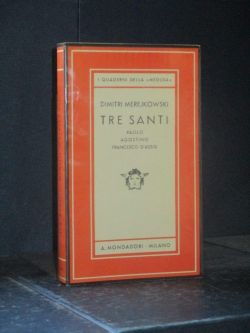 I QUADERNI DELLA «MEDUSA»
DIMITRI MEREJKOWSKI
TRE SANTI
PAOLO
AGOSTINO
FRANCESCO D'ASSISI
A. MONDADORI - MILANO